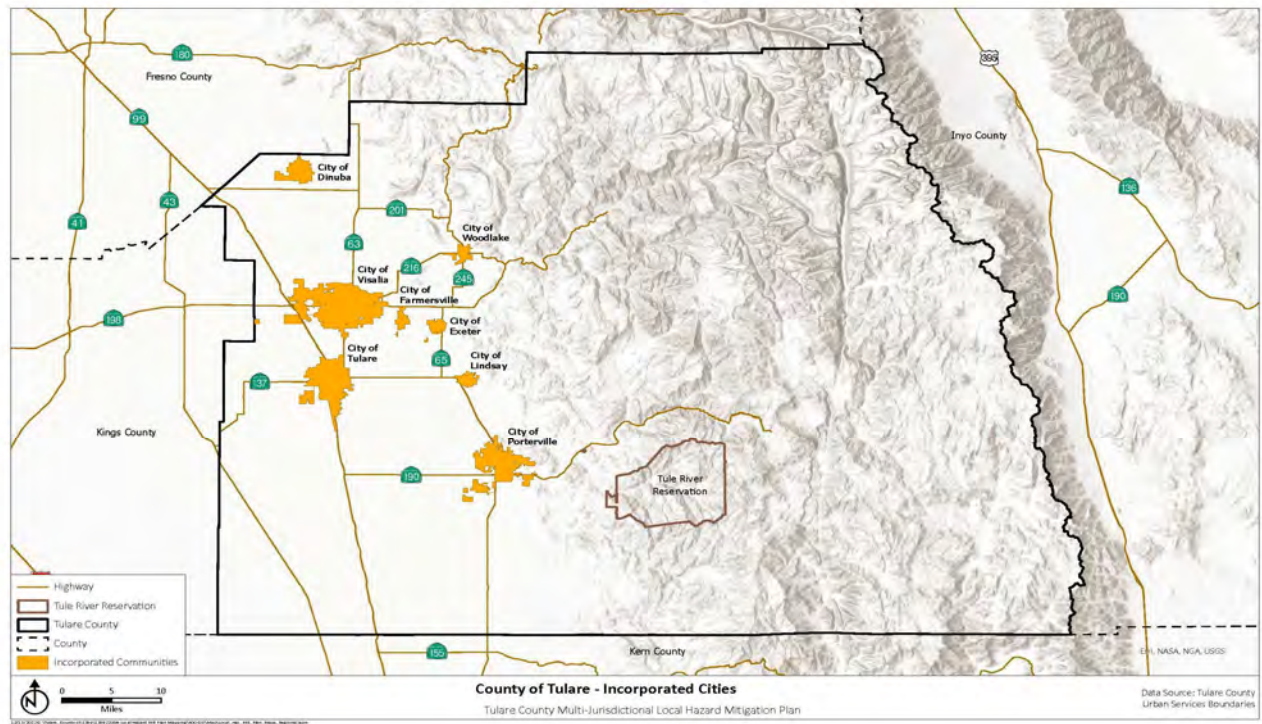 180
Fresno County
395
99
Inyo County
City of
Dinuba
136
43
201
41
City of
Woodlake
63
City of
Visalia
216
245
City of
Farmersville
190
198
City of
Exeter
City of
Tulare
65
City of
Lindsay
137
Kings County
City of
Porterville
190
Tule River
Reservation
Highway
Tule River Reservation
Tulare County
County
Incorporated Communities
155
Kern County
Esri, NASA, NGA, USGS
N
0 5 10
Miles
County of Tulare - Incorporated Cities
Tulare County Multi-Jurisdictional Local Hazard Mitigation Plan
Data Source: Tulare County
Urban Services Boundaries